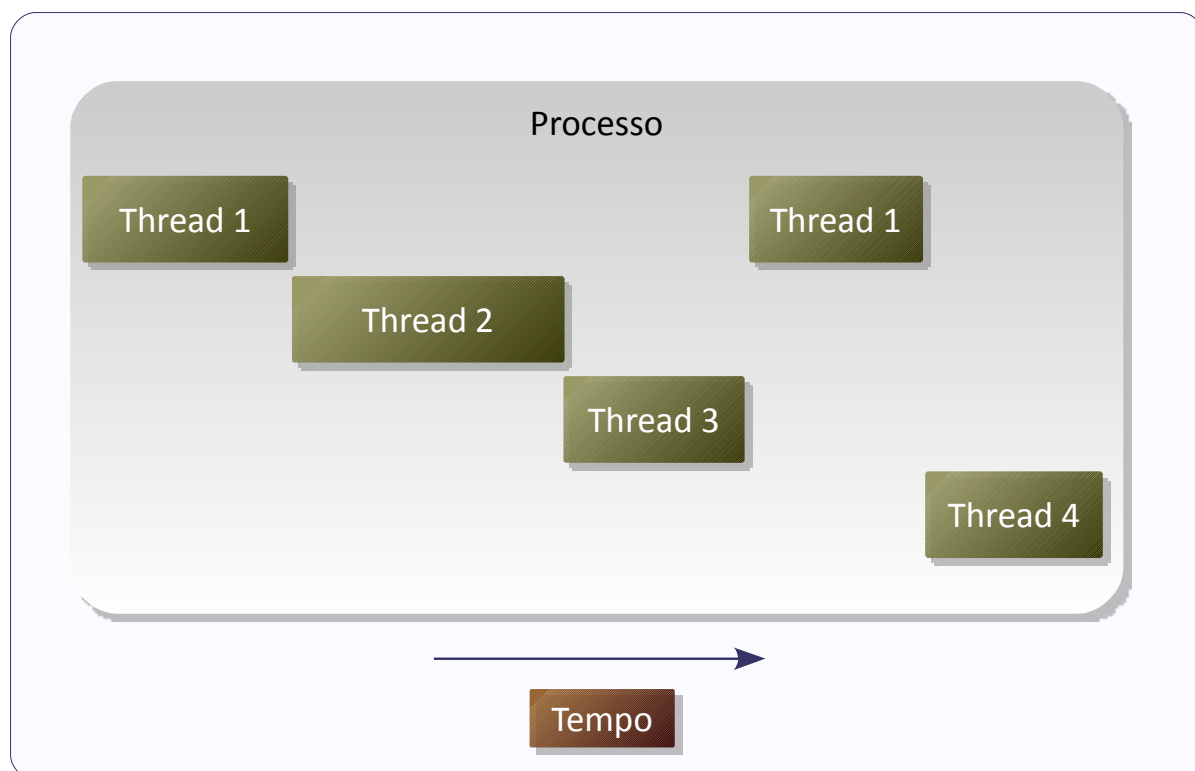 Processo
Thread 1
Thread 1
Thread 2
Thread 3
Thread 4
Tempo